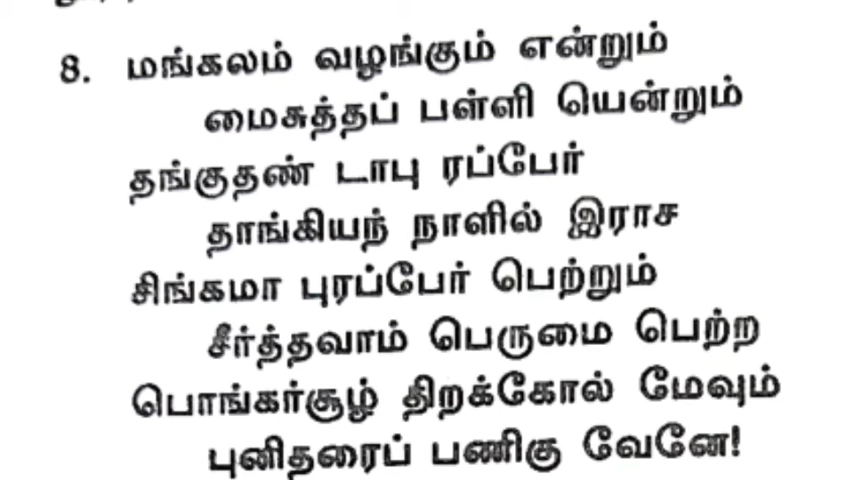 8. மங்கலம் வழங்கும் என்றும்
மைசுத்தப் பள்ளி யென்றும்
தங்குதண் டாபு ரப்பேர்
தாங்கியந் நாளில் இராச
சிங்கமா புரப்பேர் பெற்றும்
சீர்த்தவாம் பெருமை பெற்ற
பொங்கர்சூழ் திறக்கோல் மேவும்
புனிதரைப் பணிகு வேனே!